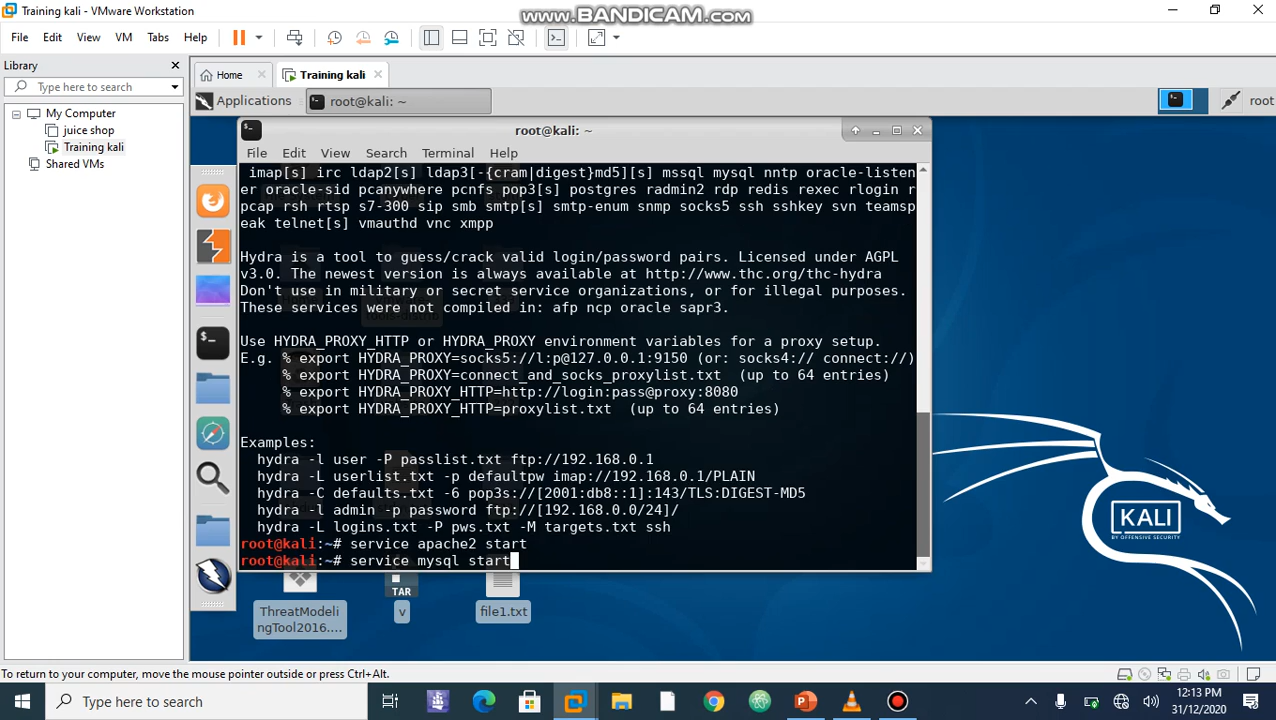 Training kali - VMware Workstation
www.BANDICAM.com
File Edit View VM Tabs Help
Library
Type here to search
My Computer
juice shop
Training kali
Shared VMs
Home
Training kali
Applications
root@kali: ~
root
root@kali: ~
File Edit View Search Terminal Help
imap[s] irc ldap2[s] ldap3[-{cram|digest}md5][s] mssql mysql nntp oracle-listen
er oracle-sid pcanywhere pcnfs pop3[s] postgres radmin2 rdp redis rexec rlogin r
pcap rsh rtsp s7-300 sip smb smtp[s] smtp-enum snmp socks5 ssh sshkey svn teamsp
eak telnet[s] vmauthd vnc xmpp
Hydra is a tool to guess/crack valid login/password pairs. Licensed under AGPL
v3.0. The newest version is always available at http://www.thc.org/thc-hydra
Don't use in military or secret service organizations, or for illegal purposes.
These services were not compiled in: afp ncp oracle sapr3.
Use HYDRA_PROXY_HTTP or HYDRA_PROXY environment variables for a proxy setup.
E.g. % export HYDRA_PROXY=socks5://l:p@127.0.0.1:9150 (or: socks4:// connect://)
% export HYDRA_PROXY=connect_and_socks_proxylist.txt (up to 64 entries)
% export HYDRA_PROXY_HTTP=http://login:pass@proxy:8080
% export HYDRA_PROXY_HTTP=proxylist.txt (up to 64 entries)
Examples:
hydra -l user -P passlist.txt ftp://192.168.0.1
hydra -L userlist.txt -p defaultpw imap://192.168.0.1/PLAIN
hydra -C defaults.txt -6 pop3s://[2001:db8::1]:143/TLS:DIGEST-MD5
hydra -l admin -p password ftp://[192.168.0.0/24]/
hydra -L logins.txt -P pws.txt -M targets.txt ssh
root@kali:~# service apache2 start
root@kali:~# service mysql start
KALI
BY OFFENSIVE SECURITY
TAR
ThreatModeli
ngTool2016....
v
file1.txt
To return to your computer, move the mouse pointer outside or press Ctrl+Alt.
Type here to search
12:13 PM
31/12/2020